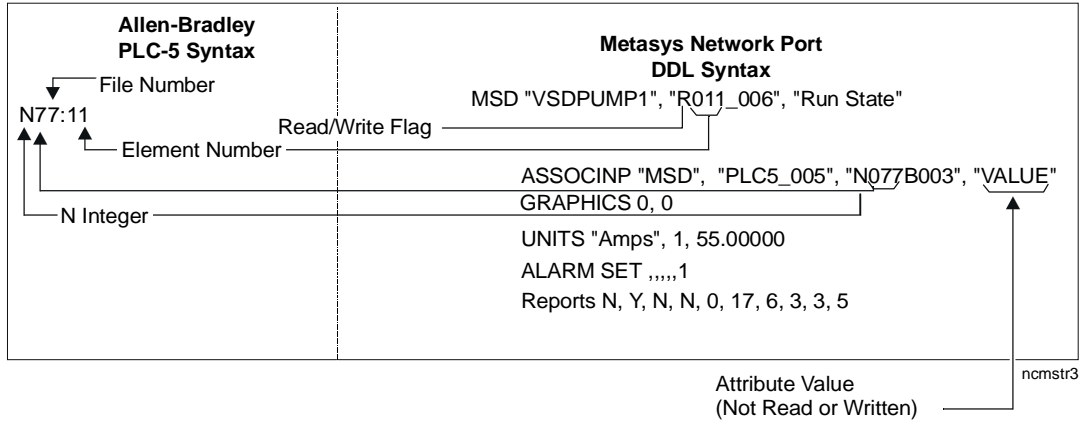 Allen-Bradley
PLC-5 Syntax
Metasys Network Port
DDL Syntax
File Number
N77:11
MSD "VSDPUMP1", "R011_006", "Run State"
Read/Write Flag
Element Number
ASSOCINP "MSD", "PLC5_005", "N077B003", "VALUE"
N Integer
GRAPHICS 0, 0
UNITS "Amps", 1, 55.00000
ALARM SET ,,,,,1
Reports N, Y, N, N, 0, 17, 6, 3, 3, 5
ncmstr3
Attribute Value
(Not Read or Written)